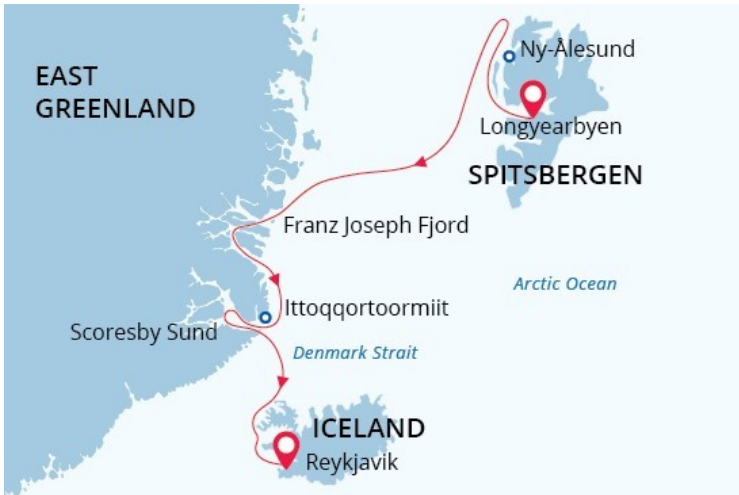 EAST
GREENLAND
Ny-Ålesund
Longyearbyen
SPITSBERGEN
Franz Joseph Fjord
Arctic Ocean
Ittoqqortoormiit
Scoresby Sund
Denmark Strait
ICELAND
Reykjavik